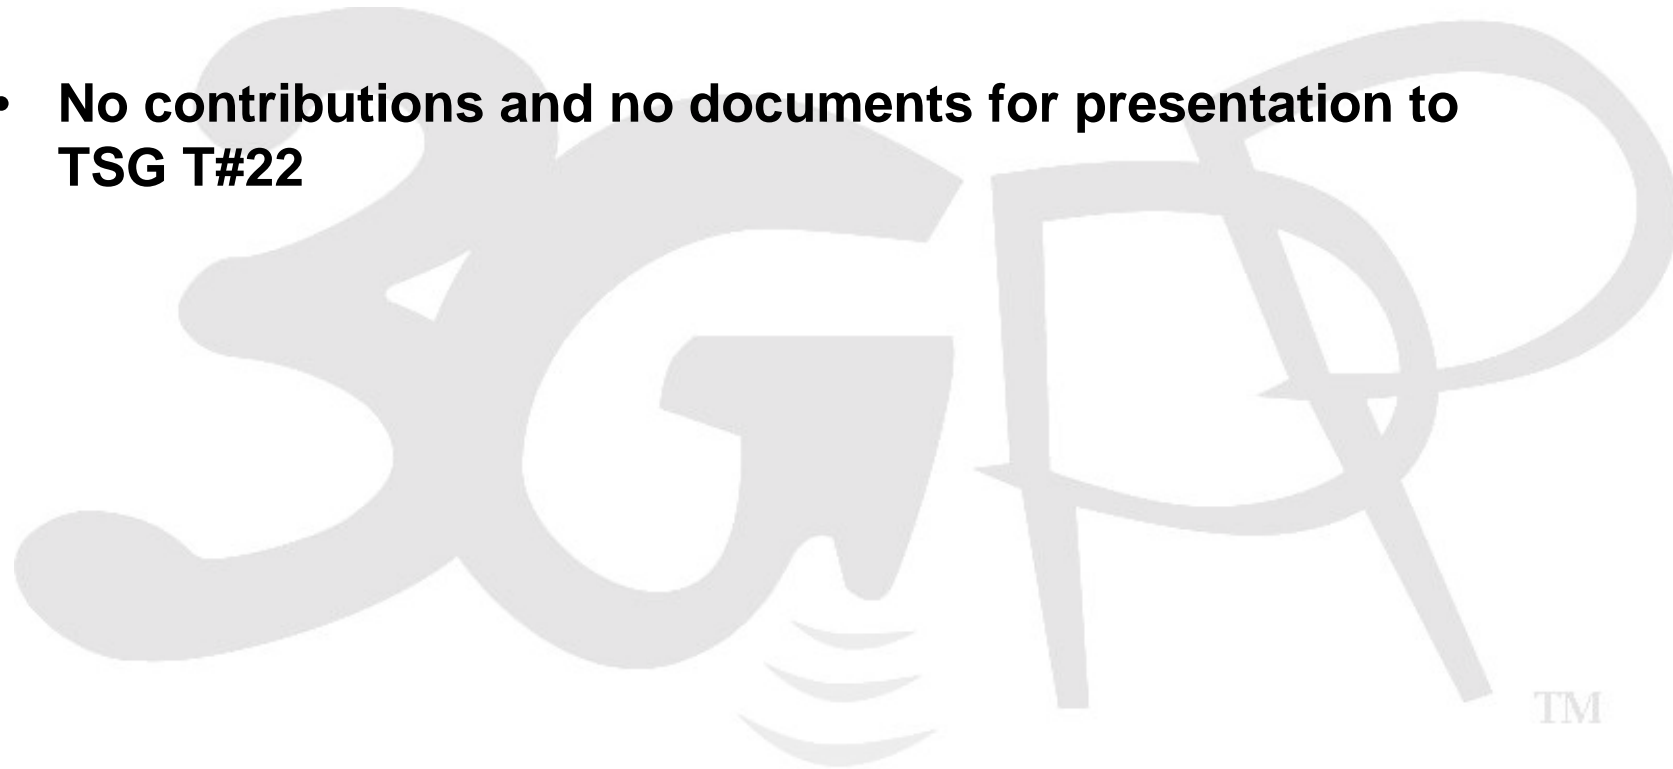 • No contributions and no documents for presentation to
TSG T#22
3GPP
TM